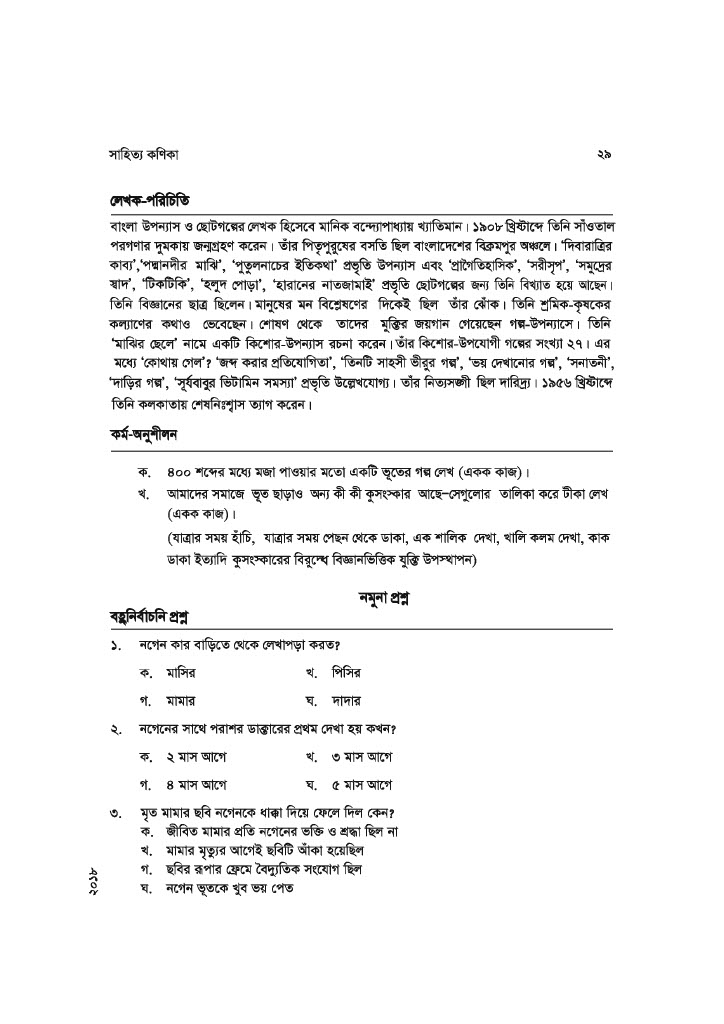 সাহিত্য কণিকা ২৯
লেখক-পরিচিতি
বাংলা উপন্যাস ও ছোটগল্পের লেখক হিসেবে মানিক বন্দ্যোপাধ্যায় খ্যাতিমান। ১৯০৮ খ্রিষ্টাব্দে তিনি সাঁওতাল
পরগণার দুমকায় জন্মগ্রহণ করেন। তাঁর পিতৃপুরুষের বসতি ছিল বাংলাদেশের বিক্রমপুর অঞ্চলে। ‘দিবারাত্রির
কাব্য’,‘পদ্মানদীর মাঝি’, ‘পুতুলনাচের ইতিকথা’ প্রভৃতি উপন্যাস এবং ‘প্রাগৈতিহাসিক’, ‘সরীসৃপ’, ‘সমুদ্রের
স্বাদ’, ‘টিকটিকি’, ‘হলুদ পোড়া’, ‘হারানের নাতজামাই’ প্রভৃতি ছোটগল্পের জন্য তিনি বিখ্যাত হয়ে আছেন।
তিনি বিজ্ঞানের ছাত্র ছিলেন। মানুষের মন বিশ্লেষণের দিকেই ছিল তাঁর ঝোঁক। তিনি শ্রমিক-কৃষকের
কল্যাণের কথাও ভেবেছেন। শোষণ থেকে তাদের মুক্তির জয়গান গেয়েছেন গল্প-উপন্যাসে। তিনি
‘মাঝির ছেলে’ নামে একটি কিশোর-উপন্যাস রচনা করেন। তাঁর কিশোর-উপযোগী গল্পের সংখ্যা ২৭। এর
মধ্যে ‘কোথায় গেল’? ‘জব্দ করার প্রতিযোগিতা’, ‘তিনটি সাহসী ভীরুর গল্প’, ‘ভয় দেখানোর গল্প’, ‘সনাতনী’,
‘দাড়ির গল্প’, ‘সূর্যবাবুর ভিটামিন সমস্যা’ প্রভৃতি উল্লেখযোগ্য। তাঁর নিত্যসঙ্গী ছিল দারিদ্র্য। ১৯৫৬ খ্রিষ্টাব্দে
তিনি কলকাতায় শেষনিঃশ্বাস ত্যাগ করেন।
কর্ম-অনুশীলন
ক. ৪০০ শব্দের মধ্যে মজা পাওয়ার মতো একটি ভূতের গল্প লেখ (একক কাজ)।
খ. আমাদের সমাজে ভূত ছাড়াও অন্য কী কী কুসংস্কার আছে–সেগুলোর তালিকা করে টীকা লেখ
(একক কাজ)।
(যাত্রার সময় হাঁচি, যাত্রার সময় পেছন থেকে ডাকা, এক শালিক দেখা, খালি কলম দেখা, কাক
ডাকা ইত্যাদি কুসংস্কারের বিরুদ্ধে বিজ্ঞানভিত্তিক যুক্তি উপস্থাপন)
নমুনা প্রশ্ন
বহুনির্বাচনি প্রশ্ন
১. নগেন কার বাড়িতে থেকে লেখাপড়া করত?
ক. মাসির খ. পিসির
গ. মামার ঘ. দাদার
২. নগেনের সাথে পরাশর ডাক্তারের প্রথম দেখা হয় কখন?
ক. ২ মাস আগে খ. ৩ মাস আগে
গ. ৪ মাস আগে ঘ. ৫ মাস আগে
৩. মৃত মামার ছবি নগেনকে ধাক্কা দিয়ে ফেলে দিল কেন?
ক. জীবিত মামার প্রতি নগেনের ভক্তি ও শ্রদ্ধা ছিল না
খ. মামার মৃত্যুর আগেই ছবিটি আঁকা হয়েছিল
গ. ছবির রূপার ফ্রেমে বৈদ্যুতিক সংযোগ ছিল
ঘ. নগেন ভূতকে খুব ভয় পেত
২০১৮